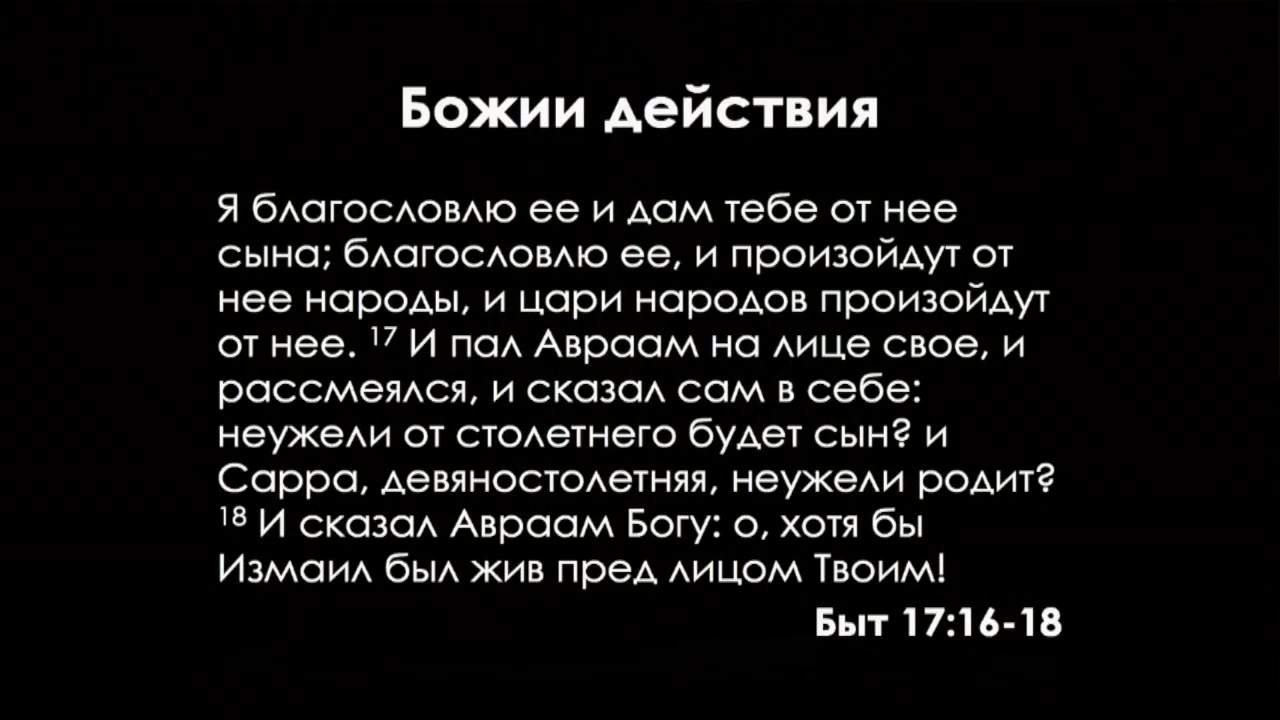 Божии действия
Я благословлю ее и дам тебе от нее
сына; благословлю ее, и произойдут от
нее народы, и цари народов произойдут
от нее. 17 И пал Авраам на лице свое, и
рассмеялся, и сказал сам в себе:
неужели от столетнего будет сын? и
Сарра, девяностолетняя, неужели родит?
18 И сказал Авраам Богу: о, хотя бы
Измаил был жив пред лицом Твоим!
Быт 17:16-18